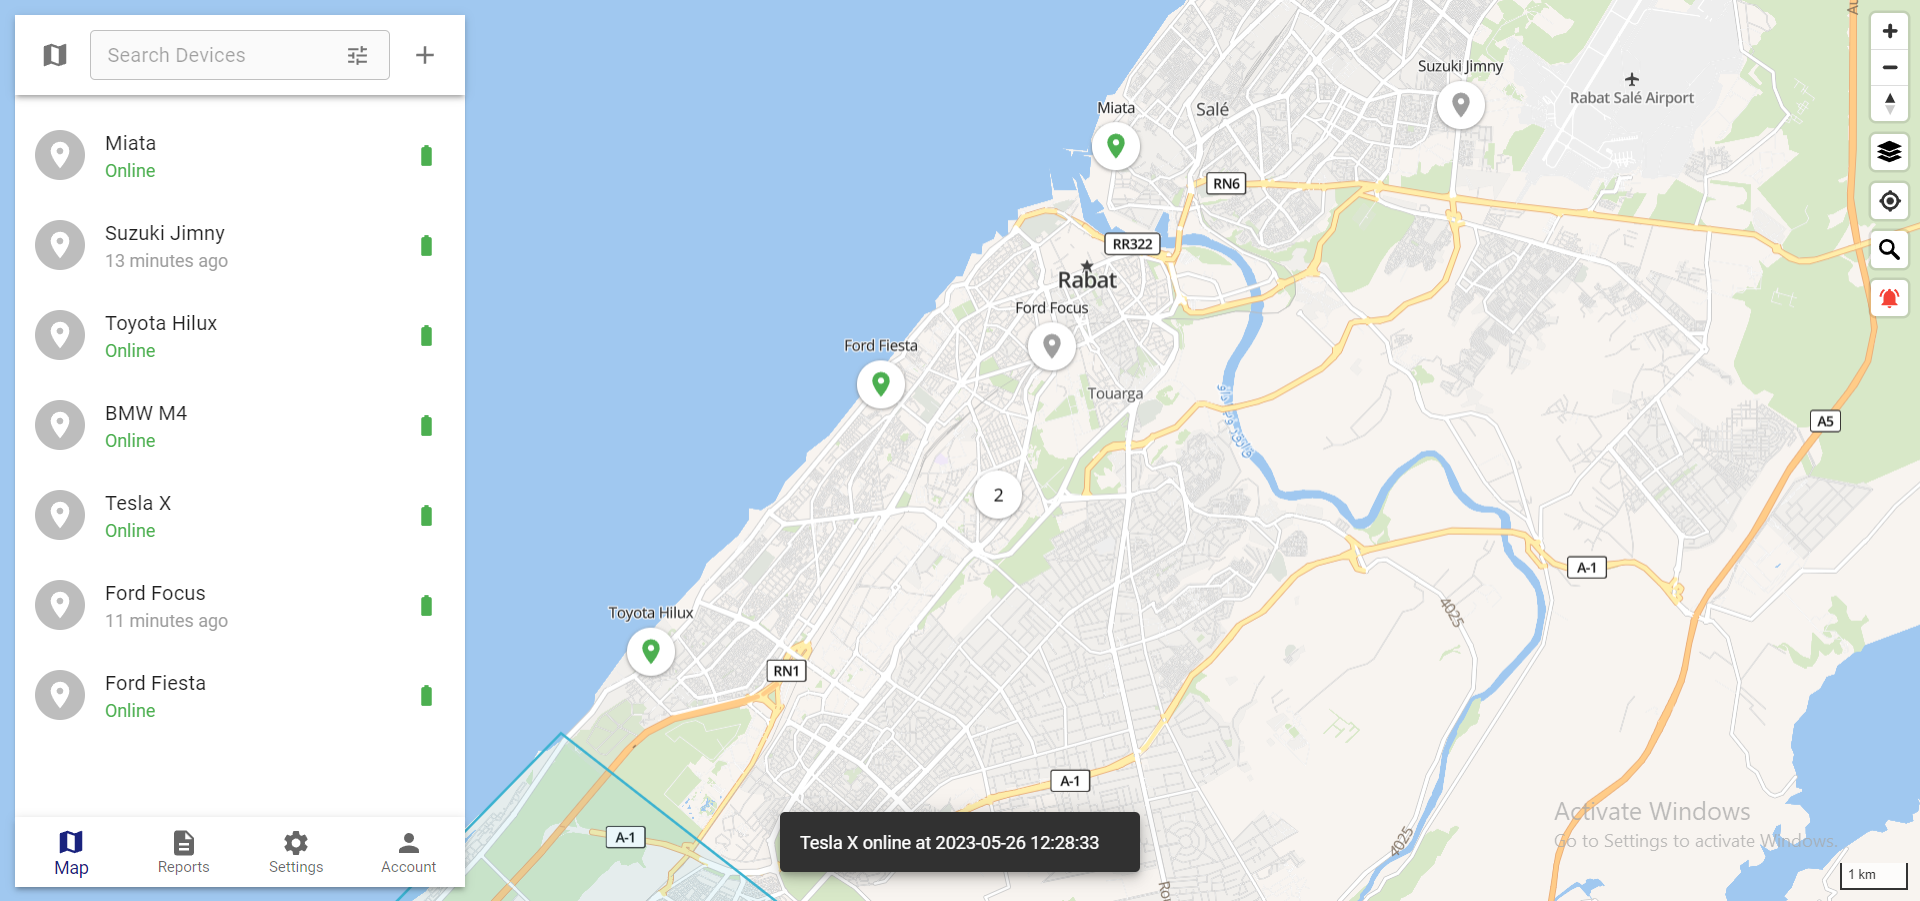 Search Devices
Miata
Online
Suzuki Jimny
13 minutes ago
Toyota Hilux
Online
BMW M4
Online
Tesla X
Online
Ford Focus
11 minutes ago
Ford Fiesta
Online
Map
Reports
Settings
Account
Suzuki Jimny
Rabat Salé Airport
Miata
Salé
RN6
RR322
Rabat
Ford Focus
Ford Fiesta
Touarga
A5
2
A-1
4025
Toyota Hilux
RN1
A-1
A-1
4025
Tesla X online at 2023-05-26 12:28:33
Activate Windows
Go to Settings to activate Windows.
1 km